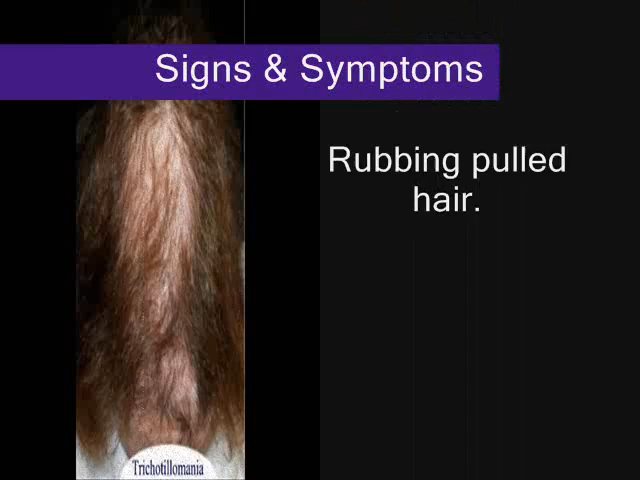 Signs & Symptoms
Rubbing pulled
hair.
Trichotillomania